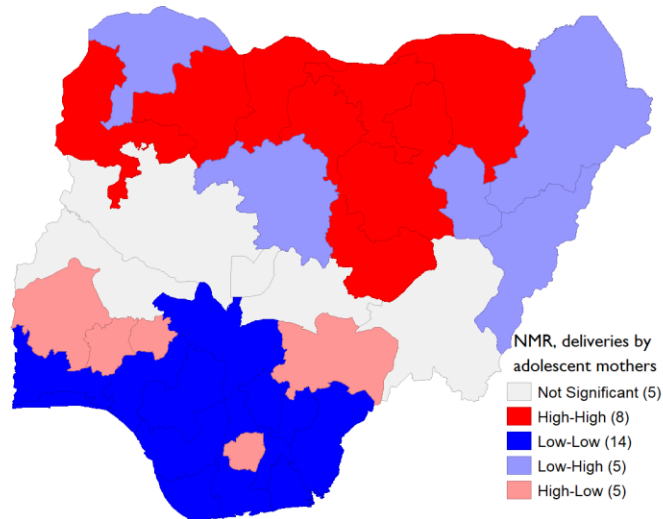 NMR, deliveries by
adolescent mothers
Not Significant (5)
High-High (8)
Low-Low (14)
Low-High (5)
High-Low (5)